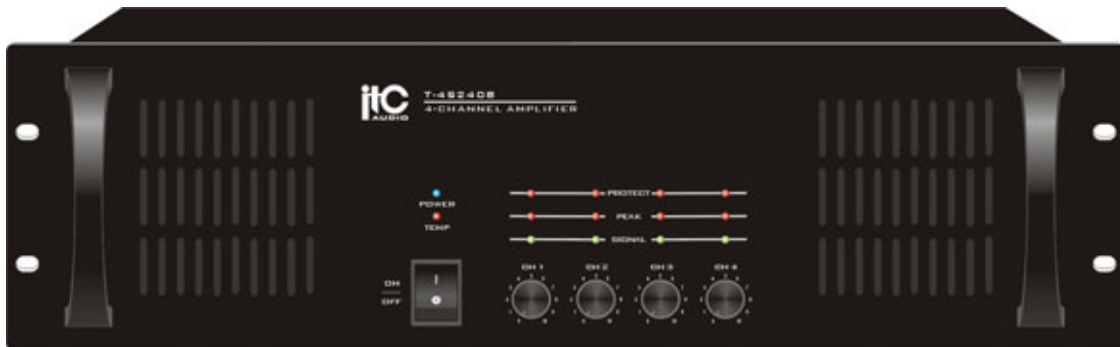 itC
AUDIO
T-4S240B
4-CHANNEL AMPLIFIER
PROTECT
POWER
PEAK
TEMP
SIGNAL
CH 1 CH 2 CH 3 CH 4
ON
OFF